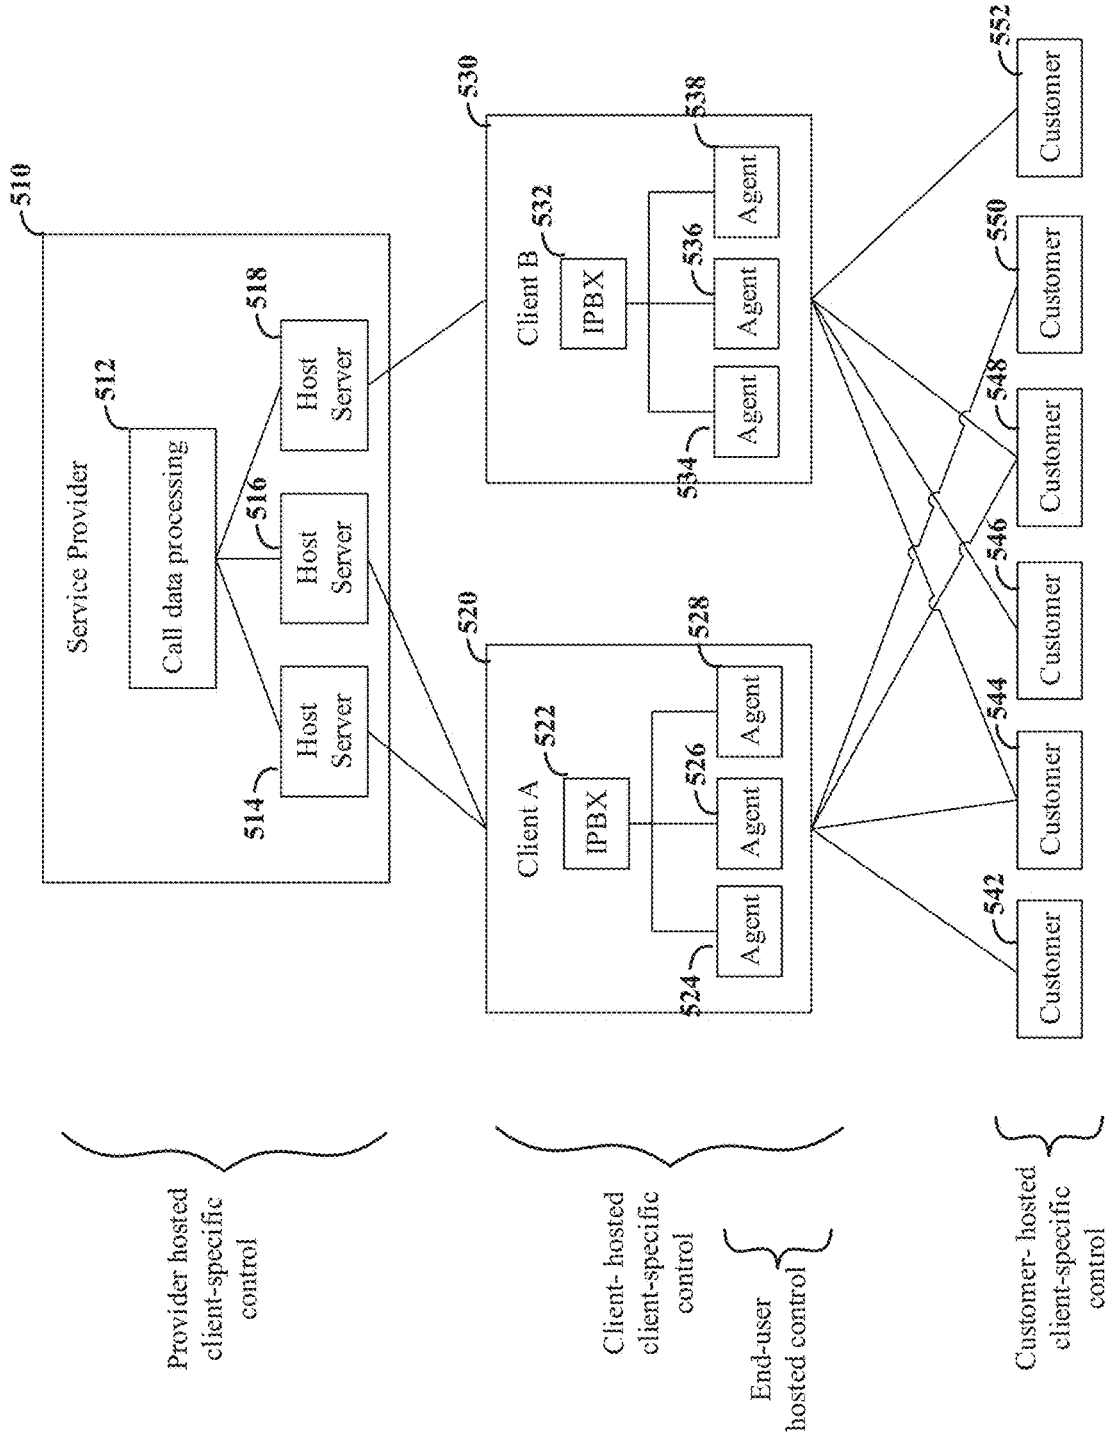 510
Service Provider
512
Call data processing
514
Host
Server
516
Host
Server
518
Host
Server
Provider hosted
client-specific
control
520
Client A
522
IPBX
524
Agent
526
Agent
528
Agent
530
Client B
532
IPBX
534
Agent
536
Agent
538
Agent
Client- hosted
client-specific
control
End-user
hosted control
542
Customer
544
Customer
546
Customer
548
Customer
550
Customer
552
Customer
Customer- hosted
client-specific
control